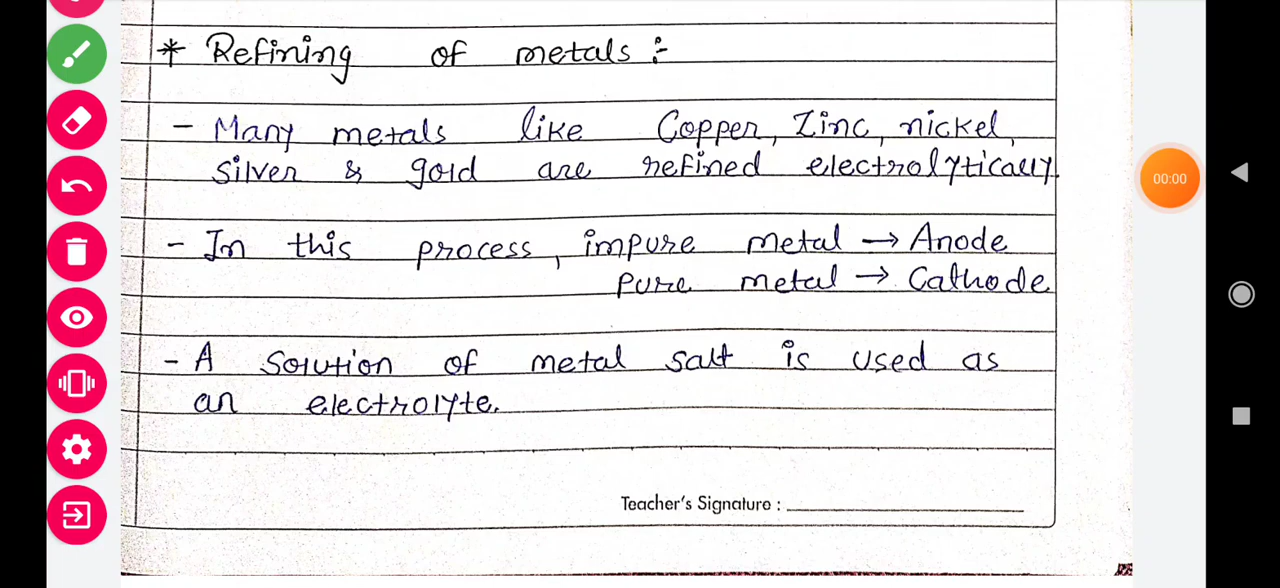 * Refining of metals :-
- Many metals like Copper, Zinc, nickel,
silver & gold are refined electrolytically.
00:00
- In this process, impure metal → Anode
pure metal → Cathode
- A solution of metal salt is used as
an electrolyte.
Teacher's Signature :